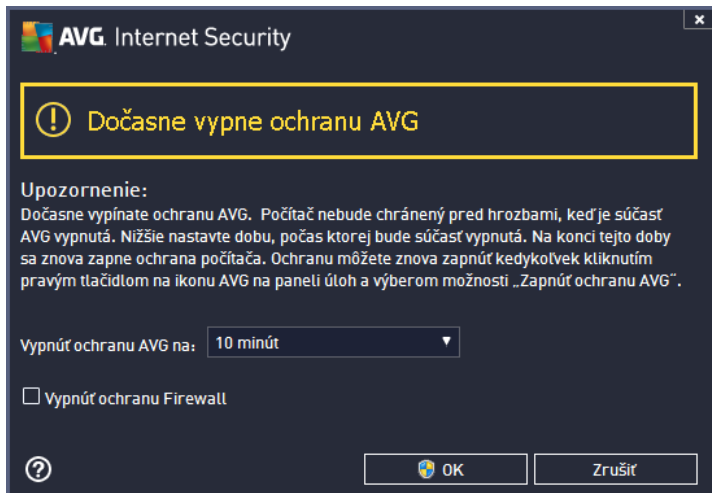 AVG. Internet Security
Dočasne vypne ochranu AVG
Upozornenie:
Dočasne vypínate ochranu AVG. Počítač nebude chránený pred hrozbami, keď je súčasť
AVG vypnutá. Nižšie nastavte dobu, počas ktorej bude súčasť vypnutá. Na konci tejto doby
sa znova zapne ochrana počítača. Ochranu môžete znova zapnúť kedykoľvek kliknutím
pravým tlačidlom na ikonu AVG na paneli úloh a výberom možnosti „Zapnúť ochranu AVG“.
Vypnúť ochranu AVG na: 10 minút
Vypnúť ochranu Firewall
OK Zrušiť